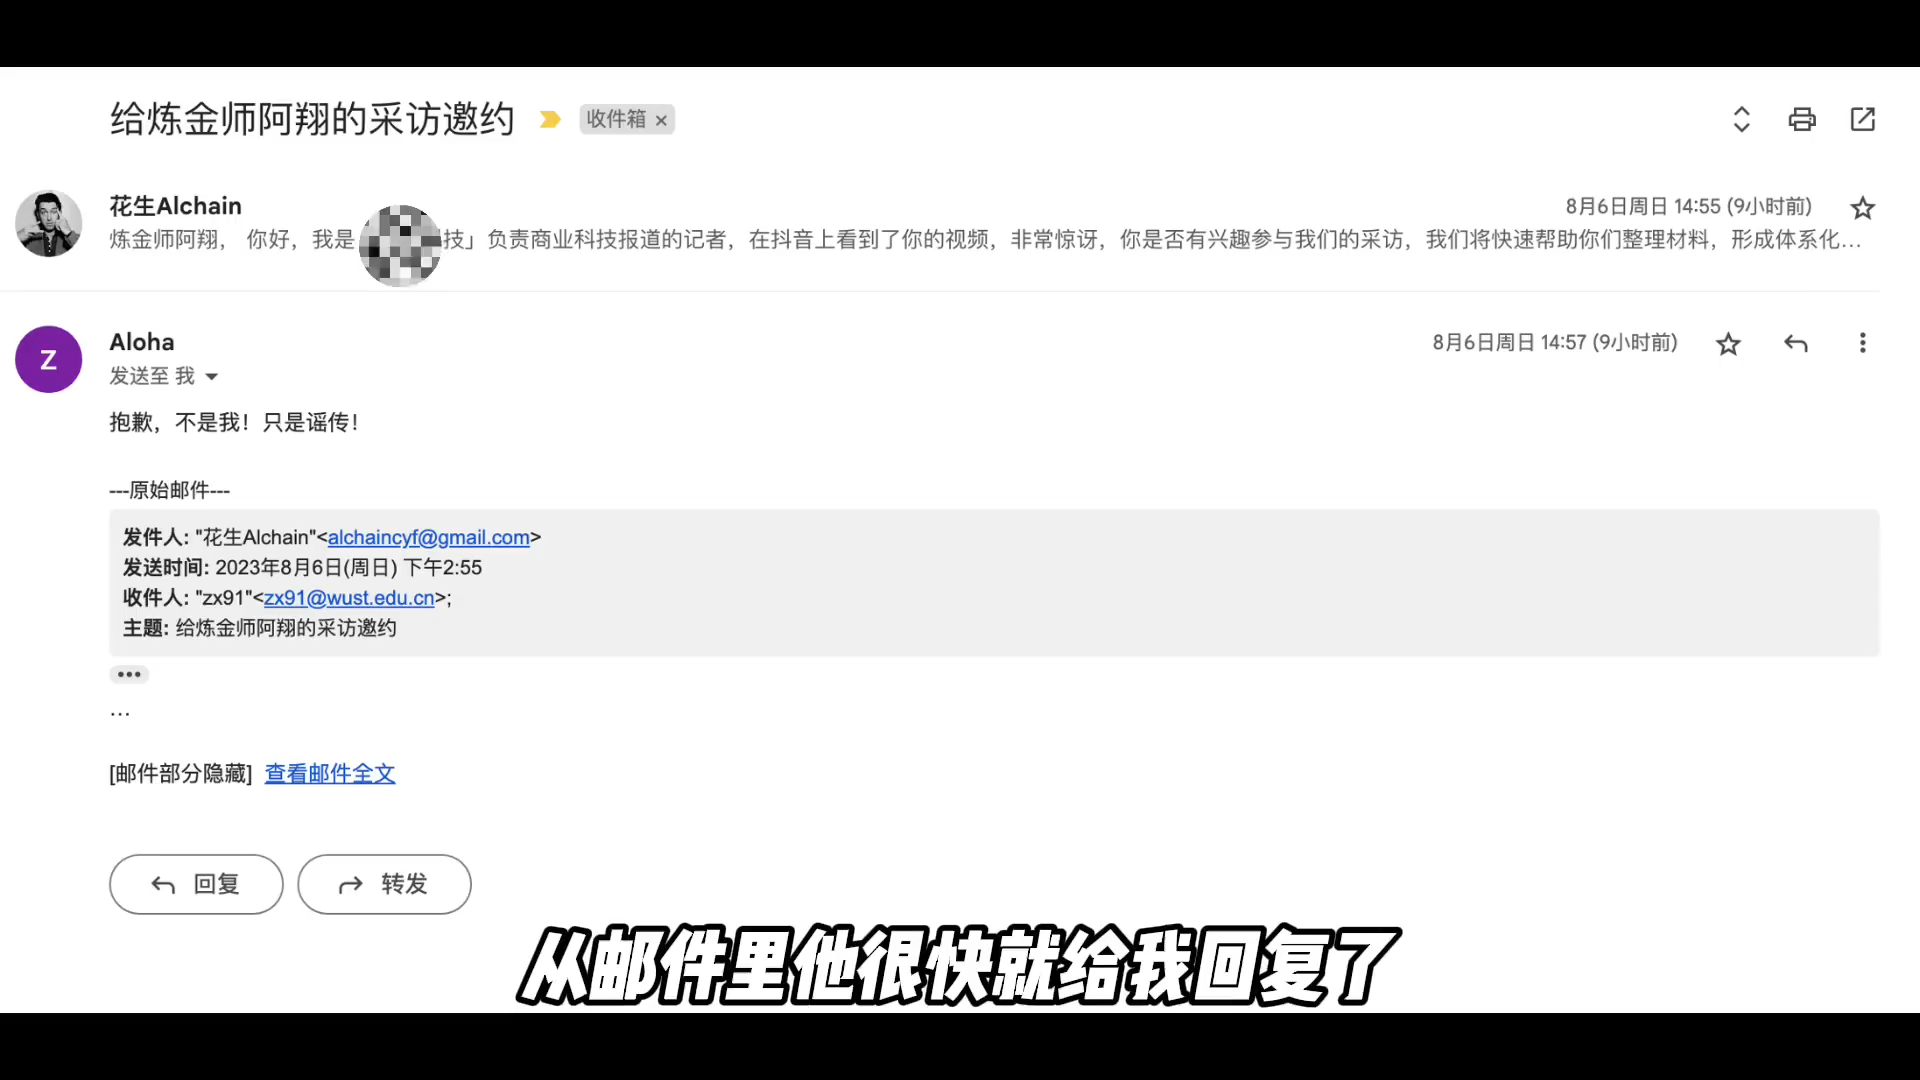 给炼金师阿翔的采访邀约 收件箱 ×
花生Alchain 8月6日周日 14:55 (9小时前)
炼金师阿翔， 你好，我是 技」负责商业科技报道的记者，在抖音上看到了你的视频，非常惊讶，你是否有兴趣参与我们的采访，我们将快速帮助你们整理材料，形成体系化…
Z
Aloha 8月6日周日 14:57 (9小时前)
发送至 我
抱歉，不是我！只是谣传！
---原始邮件---
发件人: "花生Alchain"<alchaincyf@gmail.com>
发送时间: 2023年8月6日(周日) 下午2:55
收件人: "zx91"<zx91@wust.edu.cn>;
主题: 给炼金师阿翔的采访邀约
•••
...
[邮件部分隐藏] 查看邮件全文
回复 转发
从邮件里他很快就给我回复了